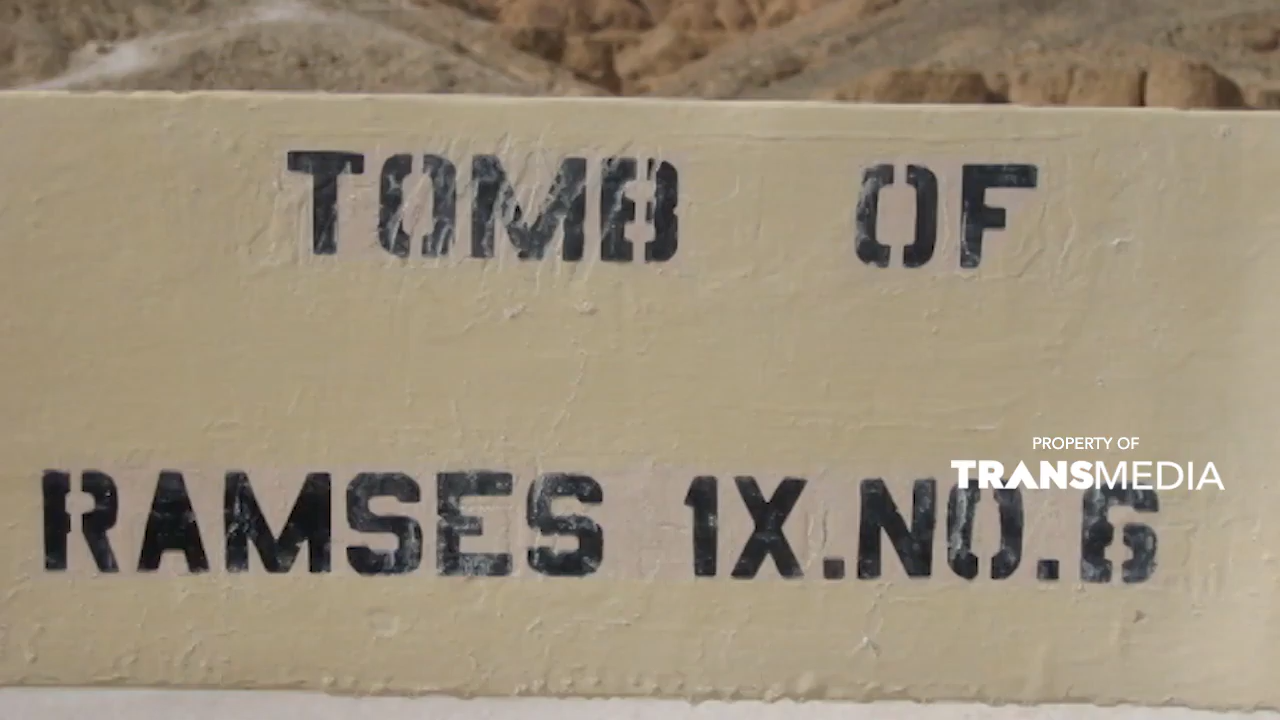 TOMB OF
PROPERTY OF
TRANSMEDIA
RAMSES 1X.NO.6